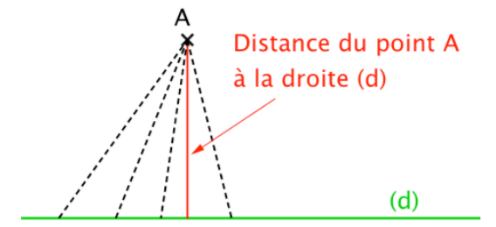 A
Distance du point A
à la droite (d)
(d)